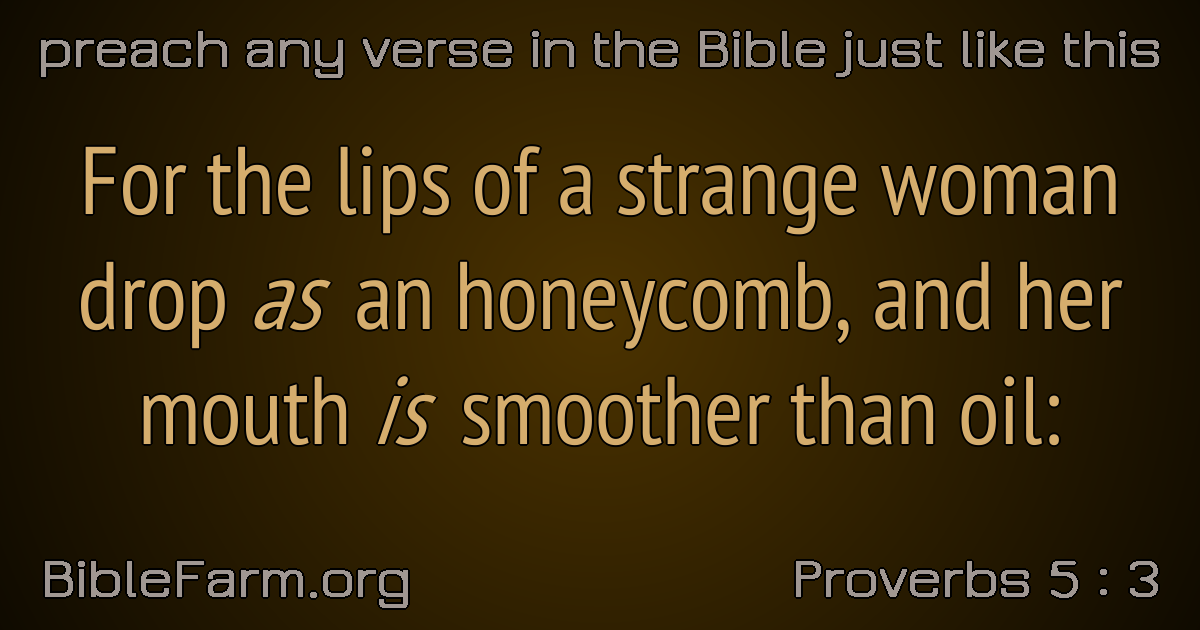 preach any verse in the Bible just like this
For the lips of a strange woman
drop as an honeycomb, and her
mouth is smoother than oil:
BibleFarm.org
Proverbs 5 : 3